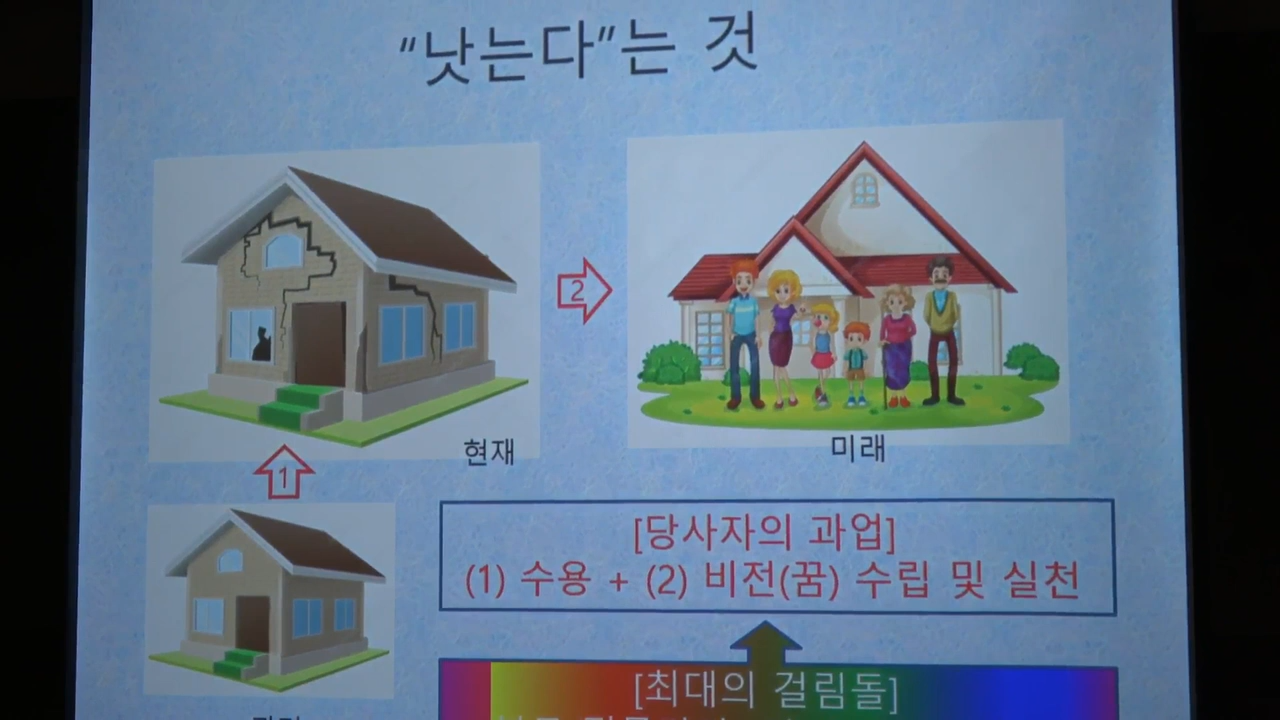 “낫는다”는 것
2
현재
미래
1
[당사자의 과업]
(1) 수용 + (2) 비전(꿈) 수립 및 실천
[최대의 걸림돌]